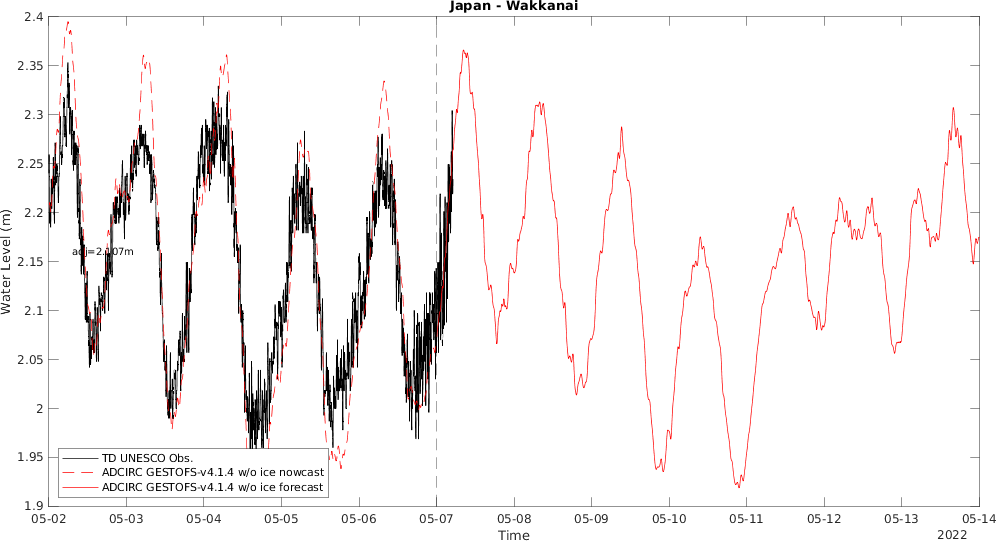 Japan - Wakkanai
2.4
2.35
2.3
2.25
2.2
2.15
2.1
2.05
2
1.95
1.9
Water Level (m)
adj=2.107m
TD UNESCO Obs.
ADCIRC GESTOFS-v4.1.4 w/o ice nowcast
ADCIRC GESTOFS-v4.1.4 w/o ice forecast
05-02 05-03 05-04 05-05 05-06 05-07 05-08 05-09 05-10 05-11 05-12 05-13 05-14
Time
2022